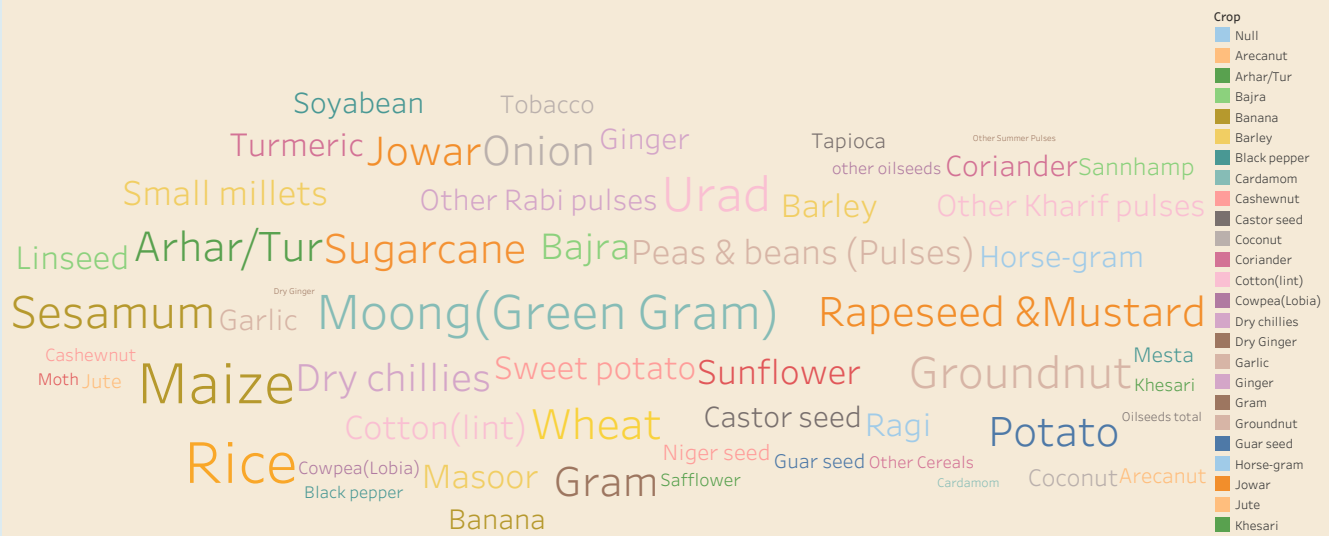 Soyabean
Tobacco
Turmeric
Jowar
Onion
Ginger
Tapioca
Other Summer Pulses
other oilseeds
Coriander
Sannhamp
Small millets
Other Rabi pulses
Urad
Barley
Other Kharif pulses
Linseed
Arhar/Tur
Sugarcane
Bajra
Peas & beans (Pulses)
Horse-gram
Sesamum
Garlic
Dry Ginger
Moong(Green Gram)
Rapeseed &Mustard
Cashewnut
Moth
Jute
Maize
Dry chillies
Sweet potato
Sunflower
Groundnut
Mesta
Khesari
Cotton(lint)
Wheat
Castor seed
Ragi
Potato
Oilseeds total
Rice
Cowpea(Lobia)
Black pepper
Masoor
Gram
Niger seed
Safflower
Guar seed
Other Cereals
Cardamom
Coconut
Arecanut
Banana
Crop
Null
Arecanut
Arhar/Tur
Bajra
Banana
Barley
Black pepper
Cardamom
Cashewnut
Castor seed
Coconut
Coriander
Cotton(lint)
Cowpea(Lobia)
Dry chillies
Dry Ginger
Garlic
Ginger
Gram
Groundnut
Guar seed
Horse-gram
Jowar
Jute
Khesari